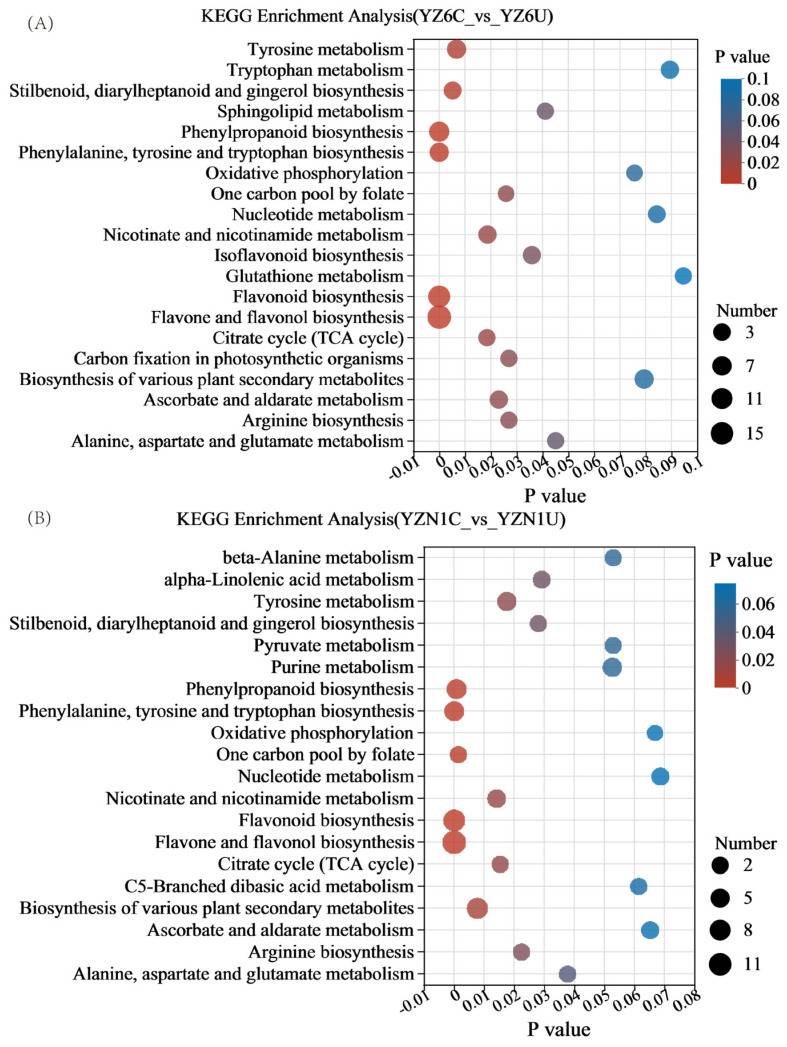 (A)
KEGG Enrichment Analysis(YZ6C_vs_YZ6U)
Tyrosine metabolism
Tryptophan metabolism
Stilbenoid, diarylheptanoid and gingerol biosynthesis
Sphingolipid metabolism
Phenylpropanoid biosynthesis
Phenylalanine, tyrosine and tryptophan biosynthesis
Oxidative phosphorylation
One carbon pool by folate
Nucleotide metabolism
Nicotinate and nicotinamide metabolism
Isoflavonoid biosynthesis
Glutathione metabolism
Flavonoid biosynthesis
Flavone and flavonol biosynthesis
Citrate cycle (TCA cycle)
Carbon fixation in photosynthetic organisms
Biosynthesis of various plant secondary metabolites
Ascorbate and aldarate metabolism
Arginine biosynthesis
Alanine, aspartate and glutamate metabolism
-0.01 0 0.01 0.02 0.03 0.04 0.05 0.06 0.07 0.08 0.09 0.1
P value
P value
0.1
0.08
0.06
0.04
0.02
0
Number
3
7
11
15
(B)
KEGG Enrichment Analysis(YZN1C_vs_YZN1U)
beta-Alanine metabolism
alpha-Linolenic acid metabolism
Tyrosine metabolism
Stilbenoid, diarylheptanoid and gingerol biosynthesis
Pyruvate metabolism
Purine metabolism
Phenylpropanoid biosynthesis
Phenylalanine, tyrosine and tryptophan biosynthesis
Oxidative phosphorylation
One carbon pool by folate
Nucleotide metabolism
Nicotinate and nicotinamide metabolism
Flavonoid biosynthesis
Flavone and flavonol biosynthesis
Citrate cycle (TCA cycle)
C5-Branched dibasic acid metabolism
Biosynthesis of various plant secondary metabolites
Ascorbate and aldarate metabolism
Arginine biosynthesis
Alanine, aspartate and glutamate metabolism
-0.01 0 0.01 0.02 0.03 0.04 0.05 0.06 0.07 0.08
P value
P value
0.06
0.04
0.02
0
Number
2
5
8
11